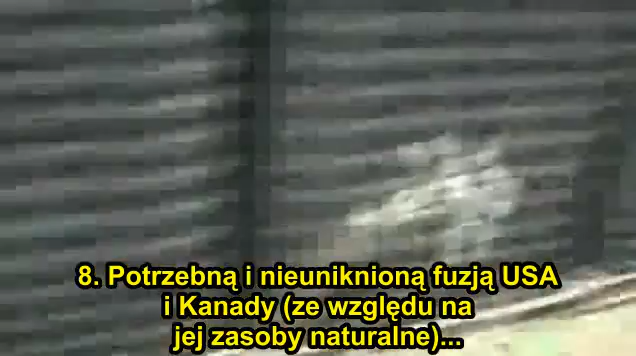 8. Potrzebną i nieuniknioną fuzją USA
i Kanady (ze względu na
jej zasoby naturalne)...